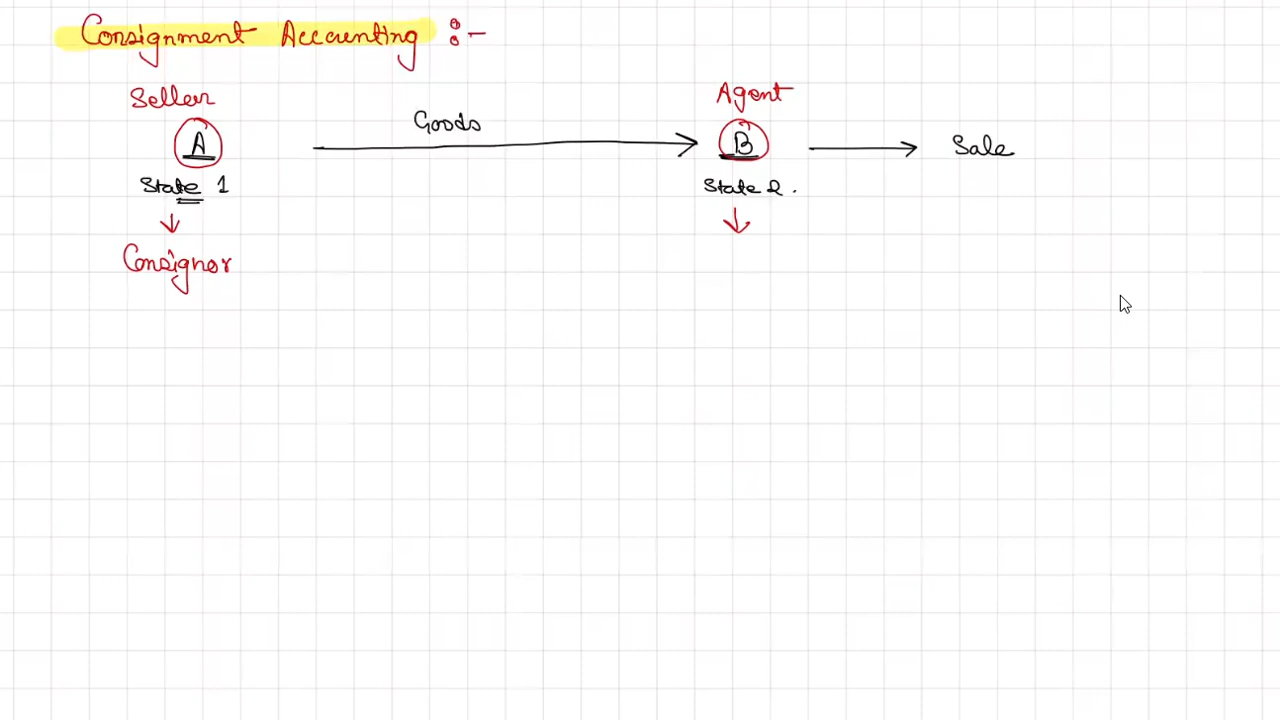 Consignment Accounting :-
Seller Agent
Goods
A B Sale
State 1 State 2.
Consignor